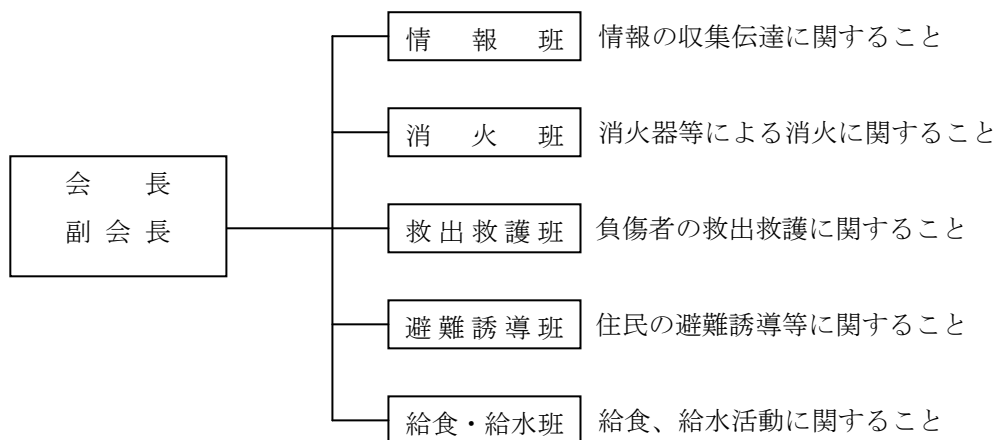 情報班 情報の収集伝達に関すること
消火班 消火器等による消火に関すること
会長
副会長
救出救護班 負傷者の救出救護に関すること
避難誘導班 住民の避難誘導等に関すること
給食・給水班 給食、給水活動に関すること